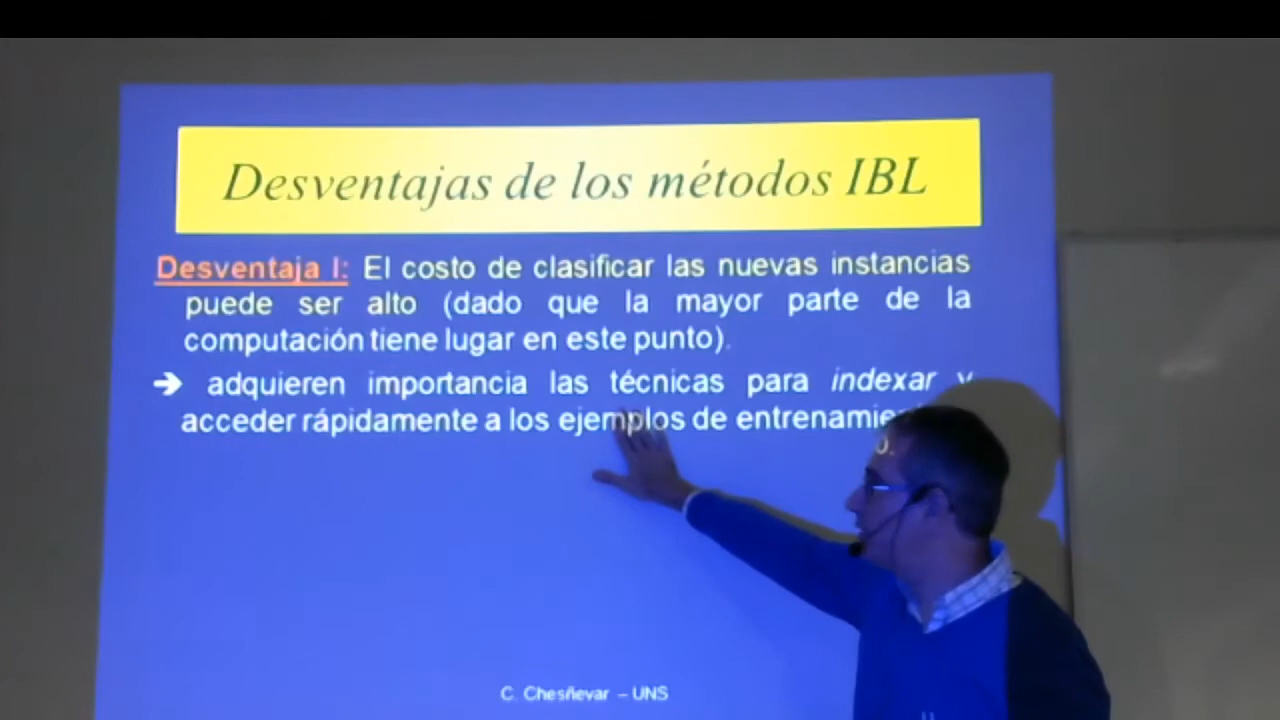 Desventajas de los métodos IBL
Desventaja I: El costo de clasificar las nuevas instancias
puede ser alto (dado que la mayor parte de la
computación tiene lugar en este punto).
➔ adquieren importancia las técnicas para indexar y
acceder rápidamente a los ejemplos de entrenamiento.
C. Chesñevar – UNS